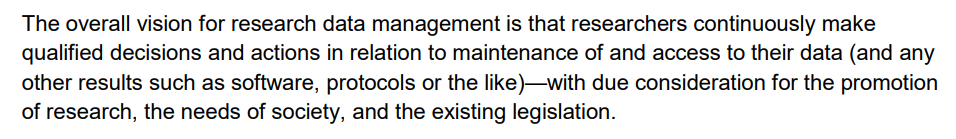 The overall vision for research data management is that researchers continuously make
qualified decisions and actions in relation to maintenance of and access to their data (and any
other results such as software, protocols or the like)—with due consideration for the promotion
of research, the needs of society, and the existing legislation.